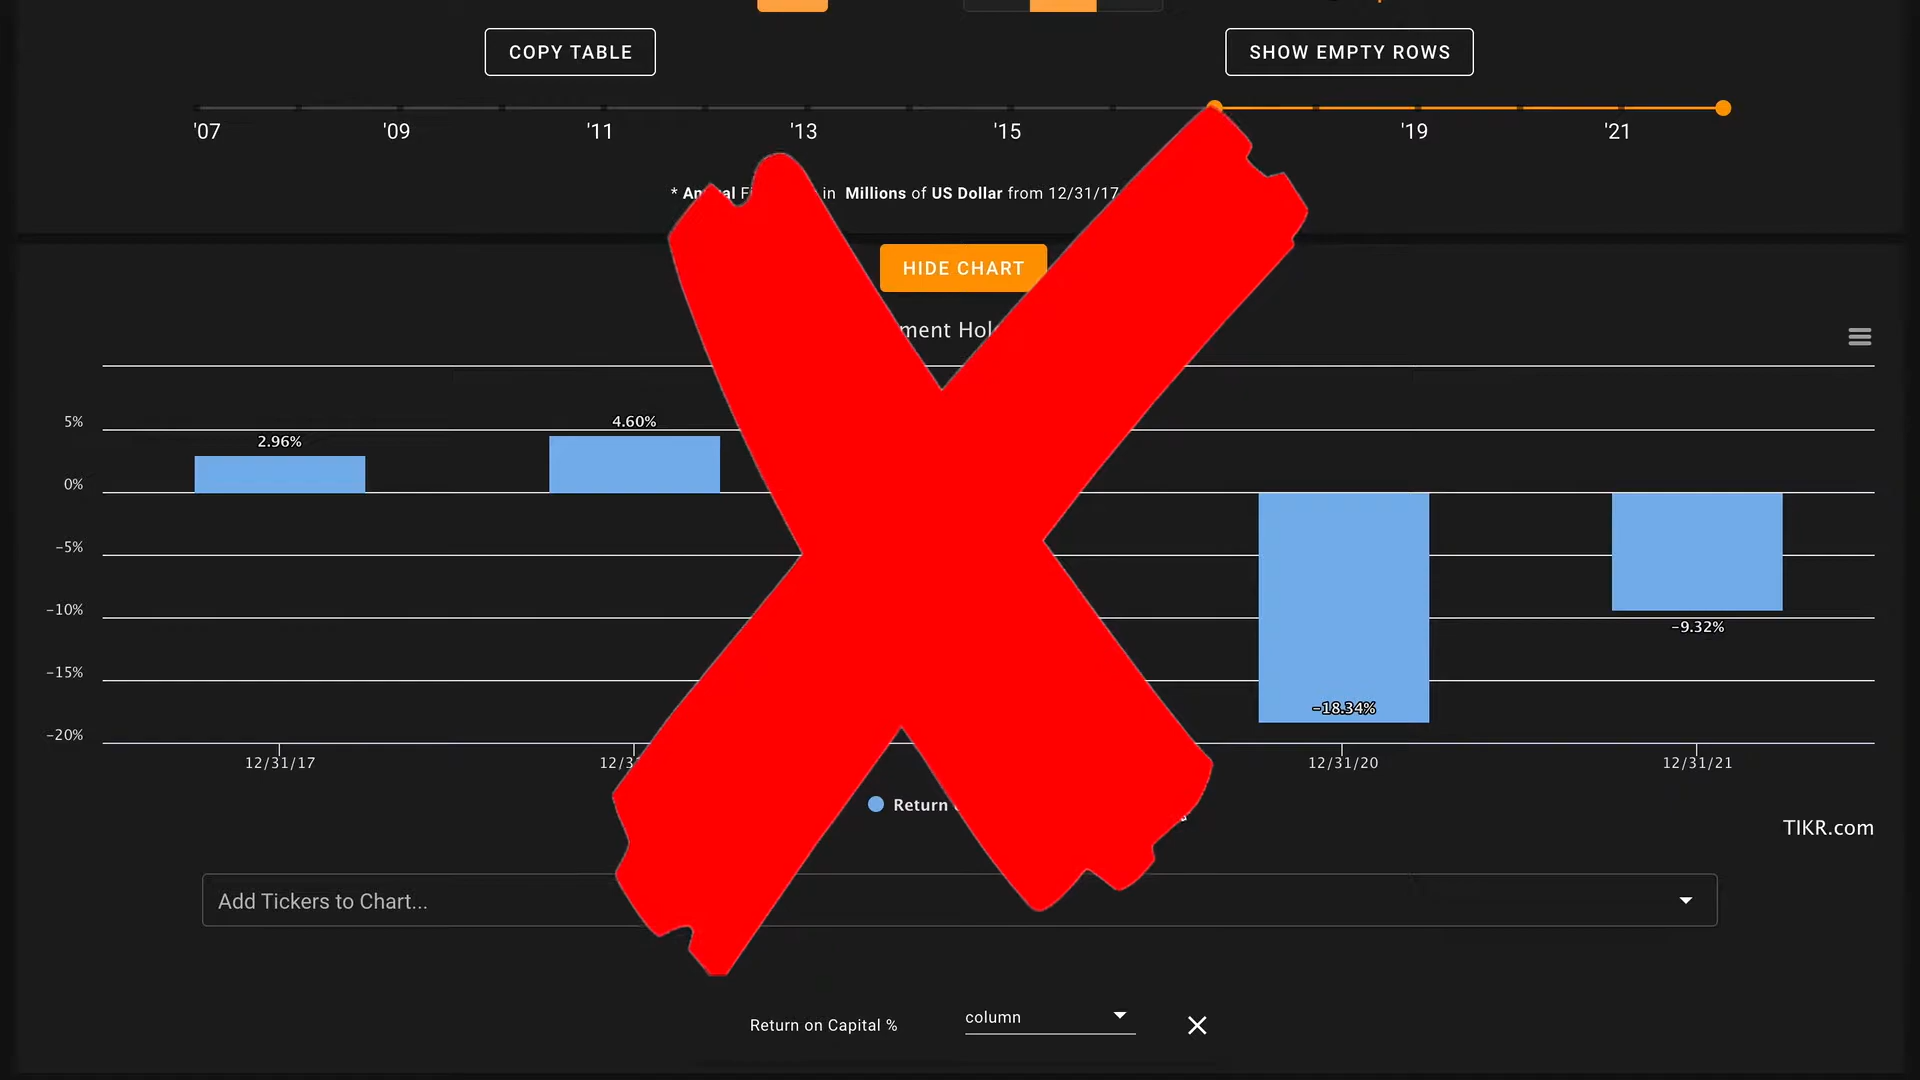 COPY TABLE
SHOW EMPTY ROWS
'07 '09 '11 '13 '15 '19 '21
* in Millions of US Dollar from 12/31/17
HIDE CHART
5%
0%
-5%
-10%
-15%
-20%
2.96%
4.60%
-18.34%
-9.32%
12/31/17 12/31/20 12/31/21
Return
TIKR.com
Add Tickers to Chart...
Return on Capital %
column